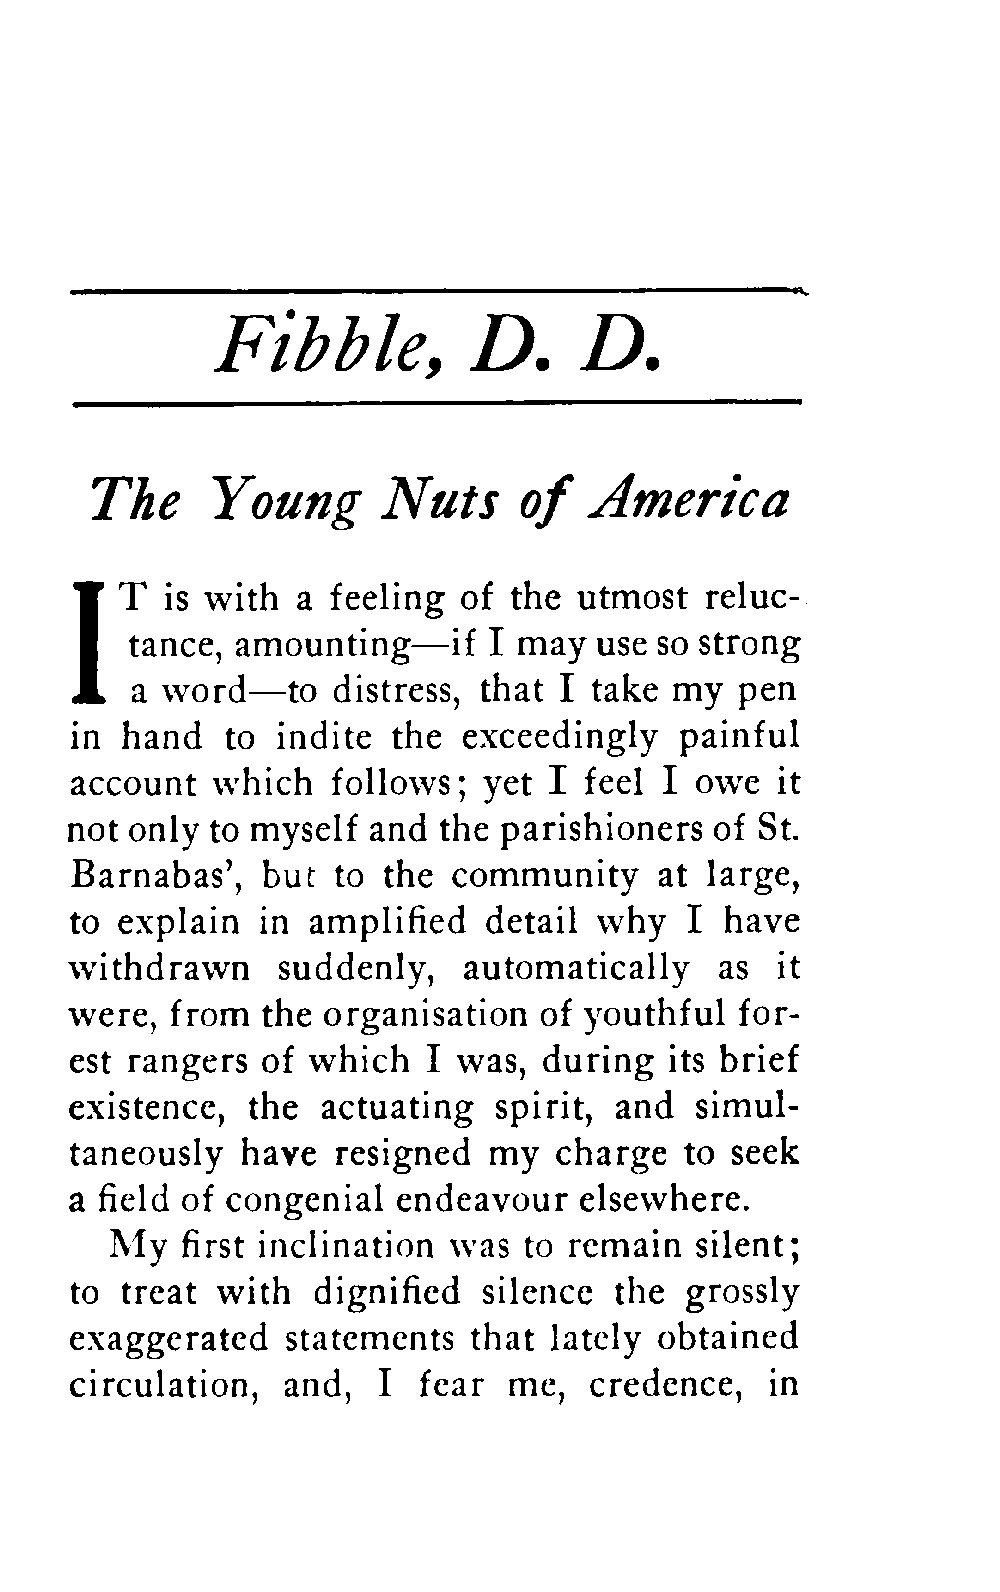 Fibble, D. D.
The Young Nuts of America
IT is with a feeling of the utmost reluc-
tance, amounting—if I may use so strong
a word—to distress, that I take my pen
in hand to indite the exceedingly painful
account which follows; yet I feel I owe it
not only to myself and the parishioners of St.
Barnabas', but to the community at large,
to explain in amplified detail why I have
withdrawn suddenly, automatically as it
were, from the organisation of youthful for-
est rangers of which I was, during its brief
existence, the actuating spirit, and simul-
taneously have resigned my charge to seek
a field of congenial endeavour elsewhere.
My first inclination was to remain silent;
to treat with dignified silence the grossly
exaggerated statements that lately obtained
circulation, and, I fear me, credence, in